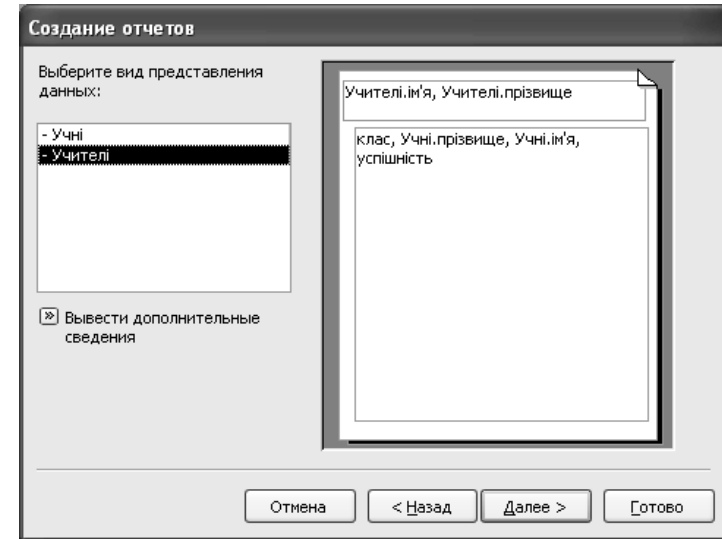 Создание отчетов
Выберите вид представления
данных:
- Учні
- Учителі
Вывести дополнительные
сведения
Учителі.ім'я, Учителі.прізвище
клас, Учні.прізвище, Учні.ім'я,
успішність
Отмена
< Назад
Далее >
Готово